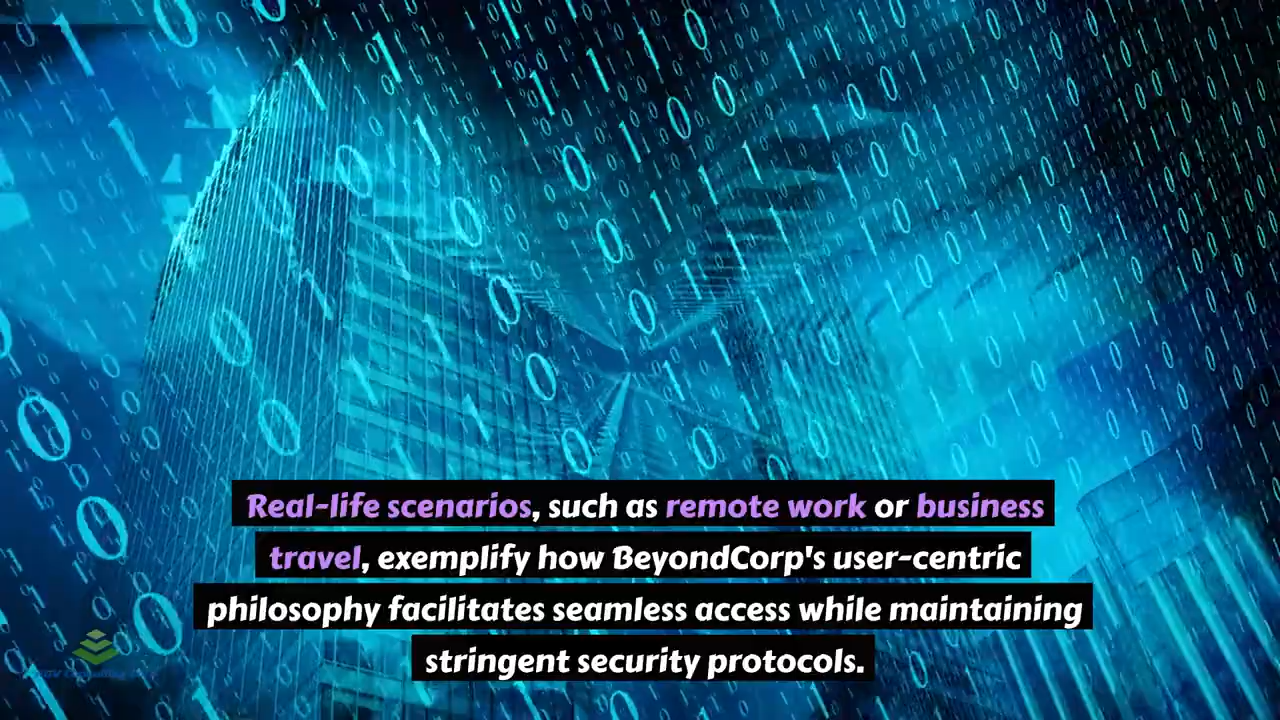 Real-life scenarios, such as remote work or business
travel, exemplify how BeyondCorp's user-centric
philosophy facilitates seamless access while maintaining
stringent security protocols.